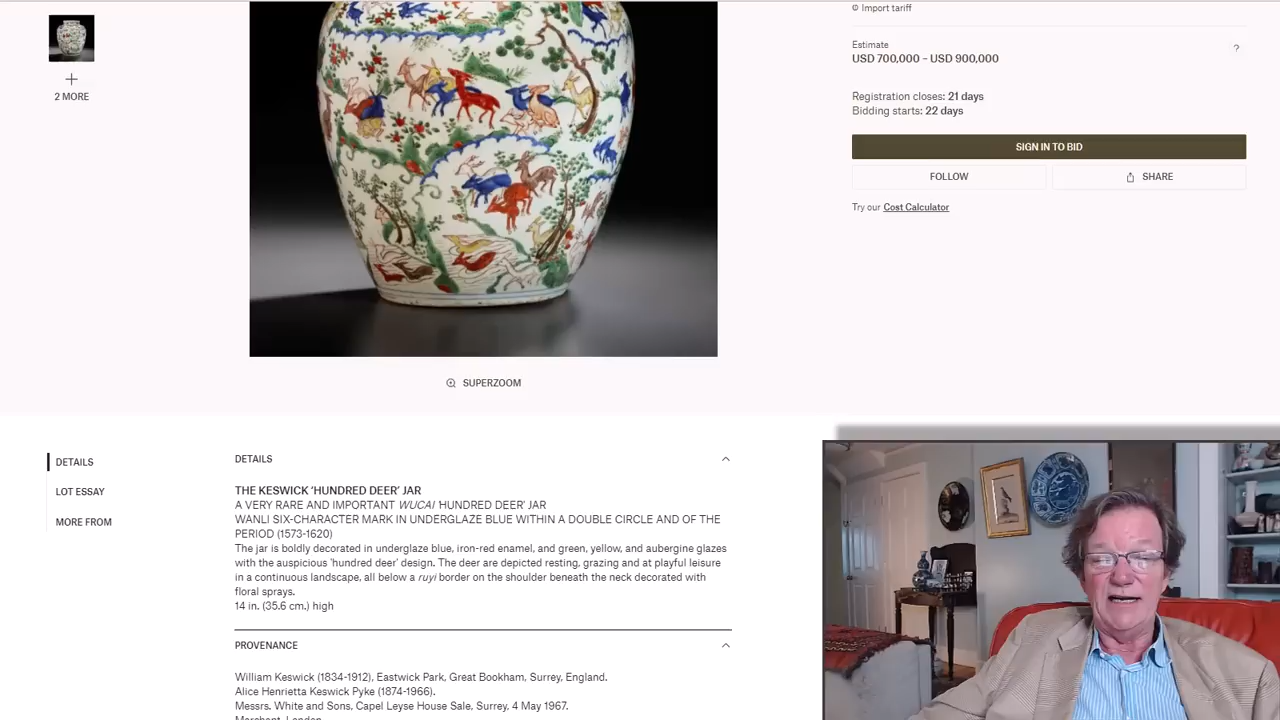 Import tariff
Estimate
?
USD 700,000 – USD 900,000
2 MORE
Registration closes: 21 days
Bidding starts: 22 days
SIGN IN TO BID
FOLLOW
SHARE
Try our Cost Calculator
SUPERZOOM
DETAILS
LOT ESSAY
MORE FROM
DETAILS
THE KESWICK ‘HUNDRED DEER’ JAR
A VERY RARE AND IMPORTANT WUCAI ‘HUNDRED DEER’ JAR
WANLI SIX-CHARACTER MARK IN UNDERGLAZE BLUE WITHIN A DOUBLE CIRCLE AND OF THE
PERIOD (1573-1620)
The jar is boldly decorated in underglaze blue, iron-red enamel, and green, yellow, and aubergine glazes
with the auspicious ‘hundred deer’ design. The deer are depicted resting, grazing and at playful leisure
in a continuous landscape, all below a ruyi border on the shoulder beneath the neck decorated with
floral sprays.
14 in. (35.6 cm.) high
PROVENANCE
William Keswick (1834-1912), Eastwick Park, Great Bookham, Surrey, England.
Alice Henrietta Keswick Pyke (1874-1966).
Messrs. White and Sons, Capel Leyse House Sale, Surrey, 4 May 1967.
Marchant, London